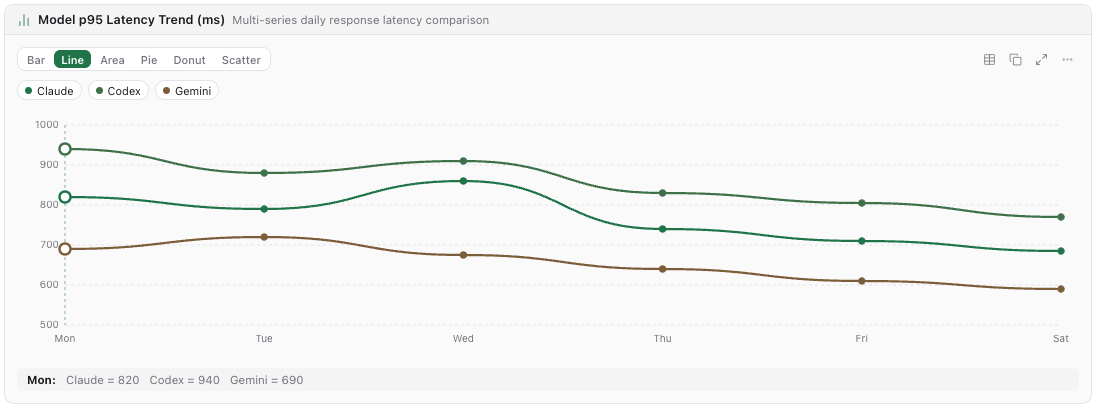 Model p95 Latency Trend (ms) Multi-series daily response latency comparison
Bar Line Area Pie Donut Scatter
Claude Codex Gemini
1000
900
800
700
600
500
Mon Tue Wed Thu Fri Sat
Mon: Claude = 820 Codex = 940 Gemini = 690